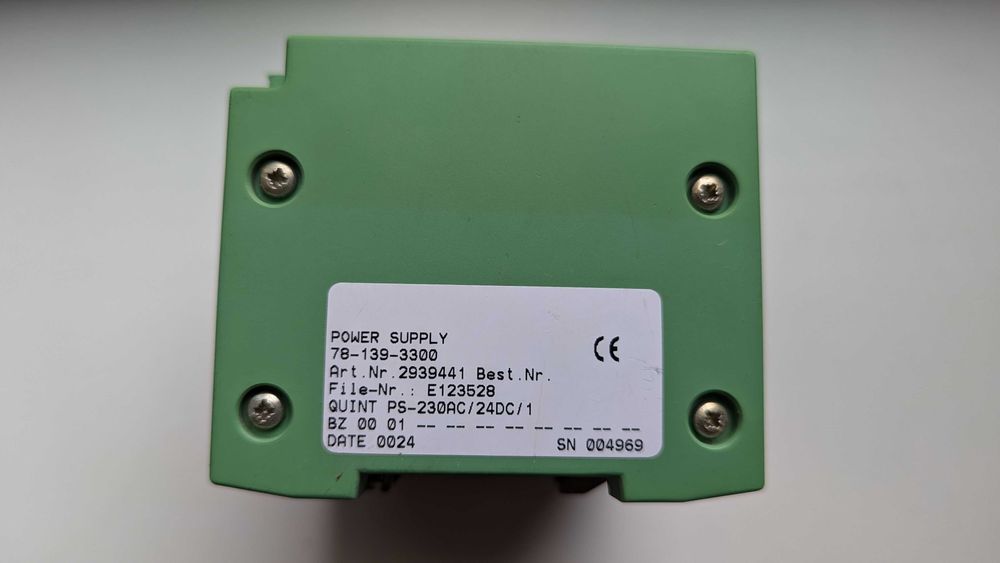 POWER SUPPLY
78-139-3300
Art.Nr.2939441 Best.Nr.
File-Nr.: E123528
QUINT PS-230AC/24DC/1
BZ 00 01 -- -- -- -- -- -- -- --
DATE 0024 SN 004969
CE